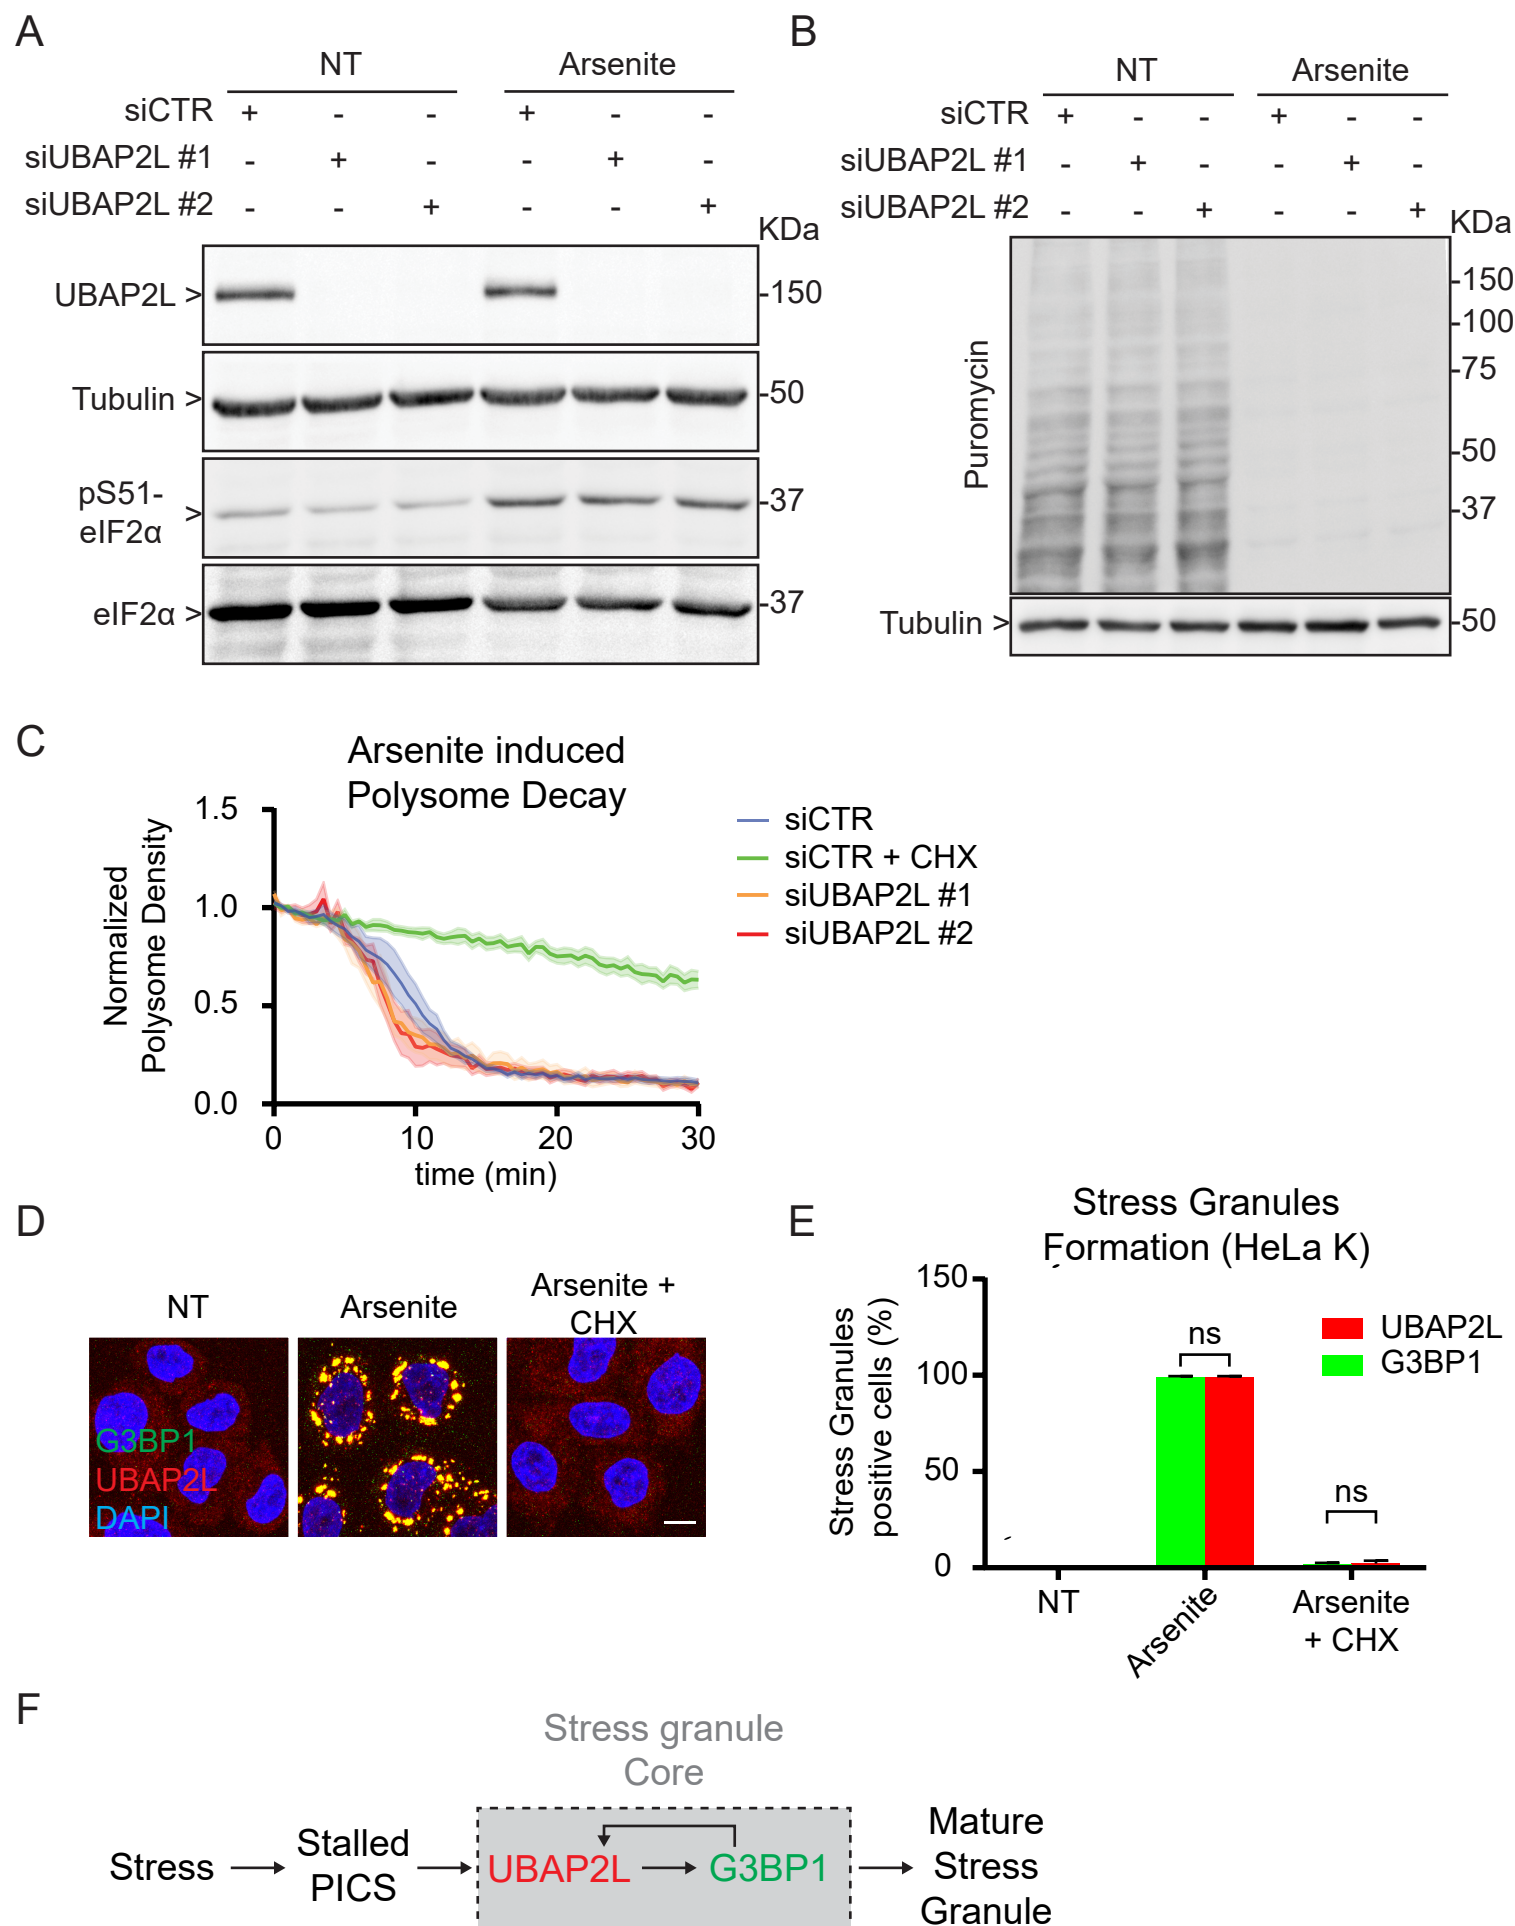 A
NT Arsenite
siCTR + - - + - -
siUBAP2L #1 - + - - + -
siUBAP2L #2 - - + - - +
KDa
UBAP2L > -150
Tubulin > -50
pS51-
eIF2α > -37
eIF2α > -37
B
NT Arsenite
siCTR + - - + - -
siUBAP2L #1 - + - - + -
siUBAP2L #2 - - + - - +
KDa
Puromycin
-150
-100
-75
-50
-37
Tubulin > -50
C
Arsenite induced
Polysome Decay
Normalized
Polysome Density
1.5
1.0
0.5
0.0
0 10 20 30
time (min)
siCTR
siCTR + CHX
siUBAP2L #1
siUBAP2L #2
D
NT
Arsenite
Arsenite +
CHX
G3BP1
UBAP2L
DAPI
E
Stress Granules
Formation (HeLa K)
Stress Granules
positive cells (%)
150
100
50
0
ns
ns
UBAP2L
G3BP1
NT
Arsenite
Arsenite
+ CHX
F
Stress granule
Core
Stress
Stalled
PICS
UBAP2L
G3BP1
Mature
Stress
Granule